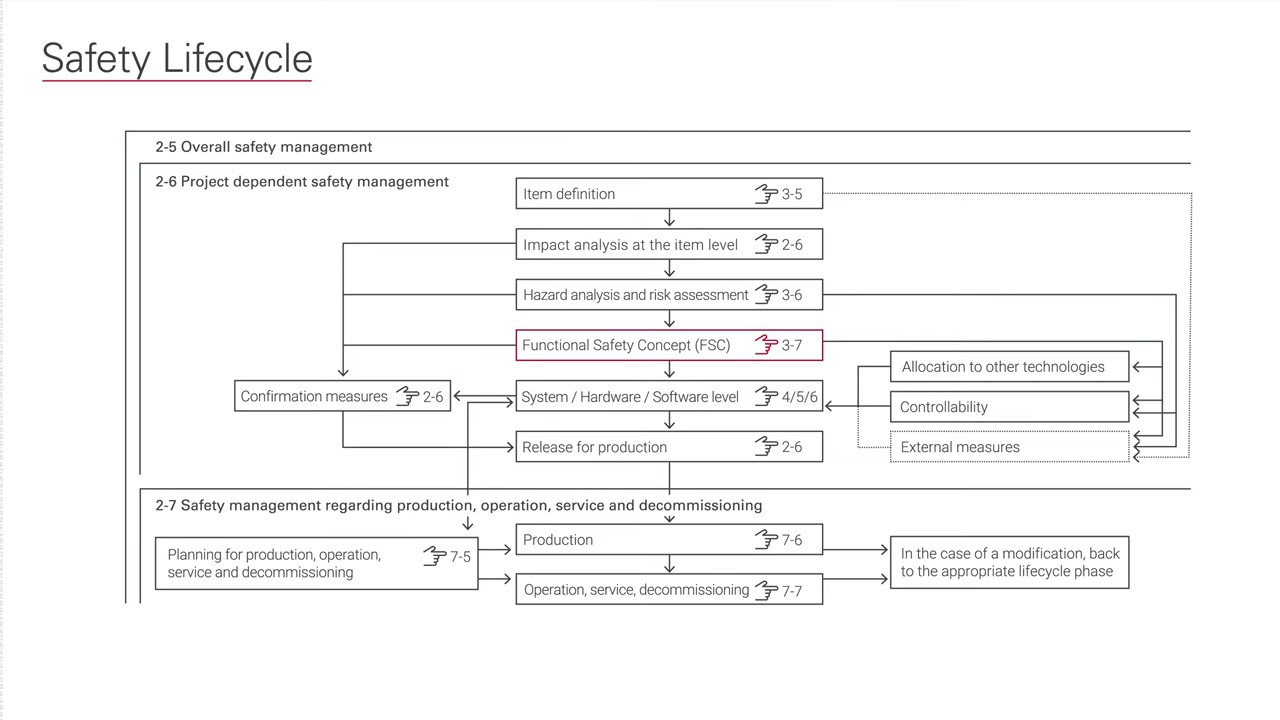 Safety Lifecycle
2-5 Overall safety management
2-6 Project dependent safety management
Item definition 3-5
Impact analysis at the item level 2-6
Hazard analysis and risk assessment 3-6
Functional Safety Concept (FSC) 3-7
Allocation to other technologies
Confirmation measures 2-6
System / Hardware / Software level 4/5/6
Controllability
Release for production 2-6
External measures
2-7 Safety management regarding production, operation, service and decommissioning
Production 7-6
Planning for production, operation,
service and decommissioning
7-5
In the case of a modification, back
to the appropriate lifecycle phase
Operation, service, decommissioning 7-7